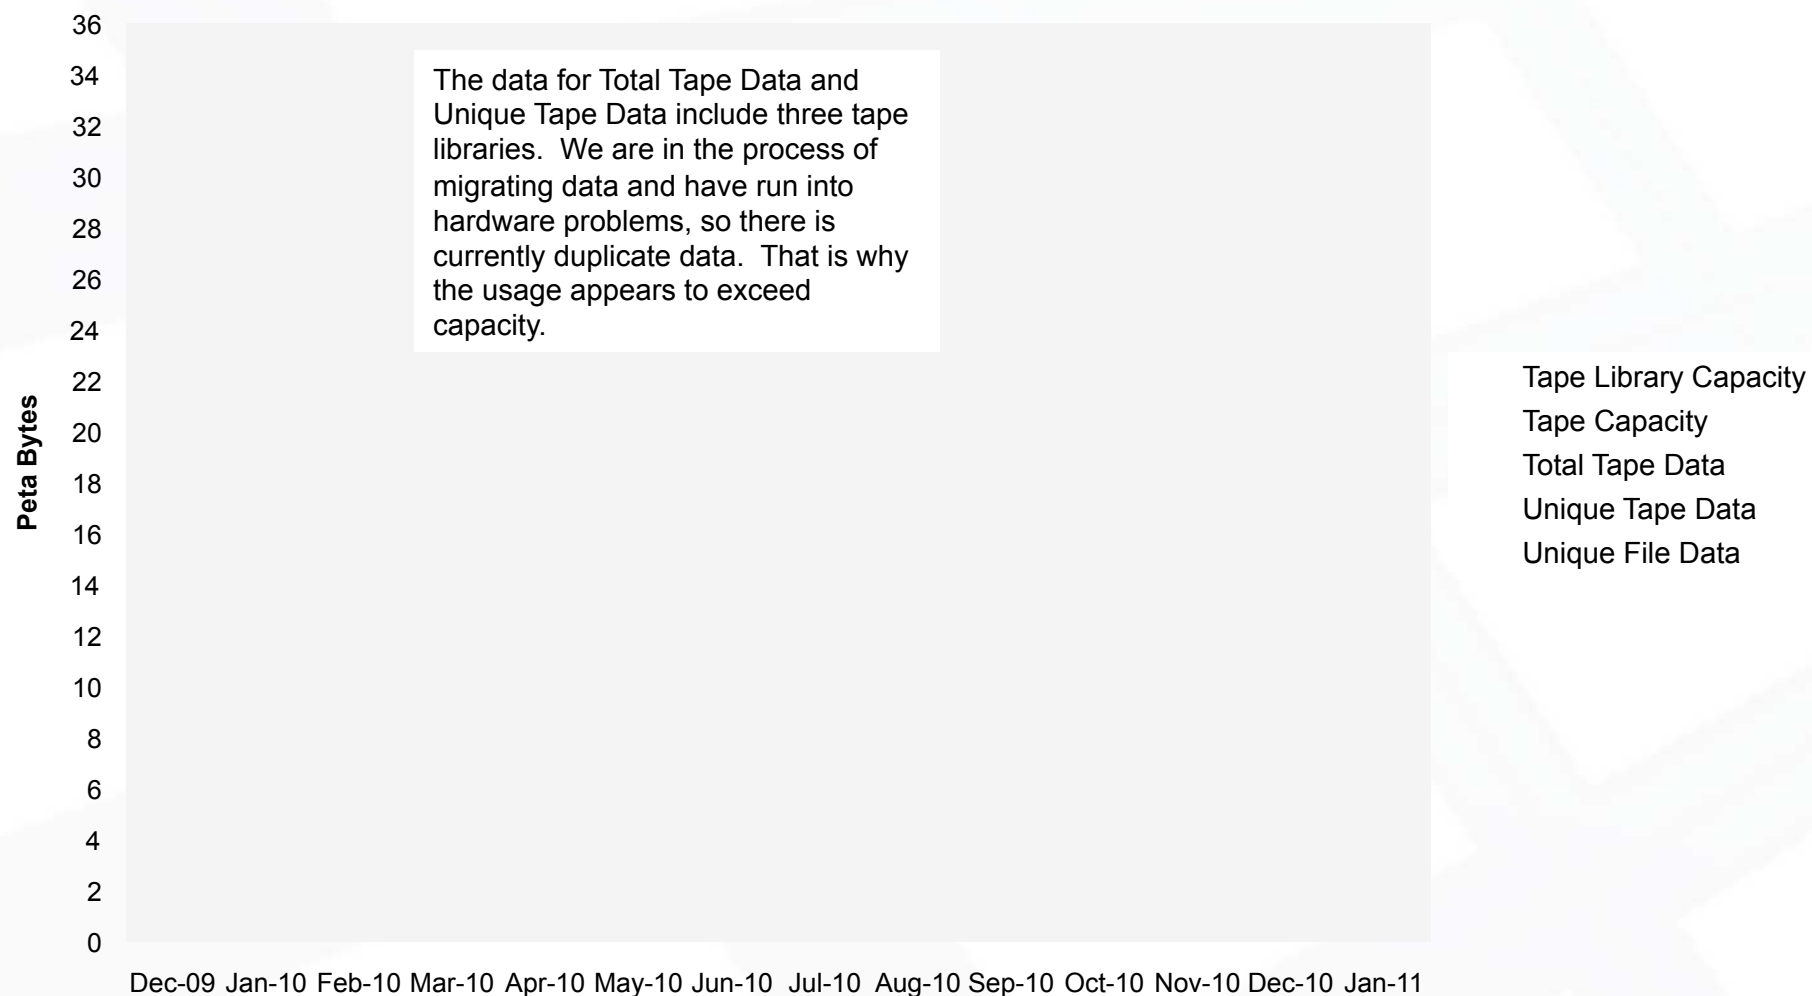 36
34
32
30
28
26
24
22
20
18
16
14
12
10
8
6
4
2
0
Peta Bytes
The data for Total Tape Data and
Unique Tape Data include three tape
libraries.  We are in the process of
migrating data and have run into
hardware problems, so there is
currently duplicate data.  That is why
the usage appears to exceed
capacity.
Tape Library Capacity
Tape Capacity
Total Tape Data
Unique Tape Data
Unique File Data
Dec-09 Jan-10 Feb-10 Mar-10 Apr-10 May-10 Jun-10 Jul-10 Aug-10 Sep-10 Oct-10 Nov-10 Dec-10 Jan-11